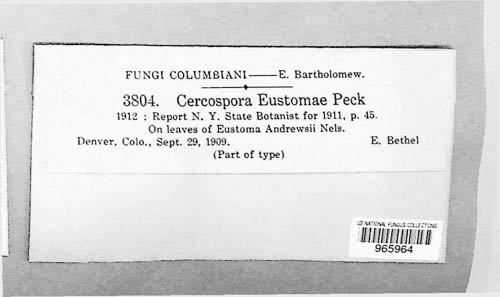 FUNGI COLUMBIANI——E. Bartholomew.
3804. Cercospora Eustomae Peck
1912 : Report N. Y. State Botanist for 1911, p. 45.
On leaves of Eustoma Andrewsii Nels.
Denver, Colo., Sept. 29, 1909. E. Bethel
(Part of type)
US NATIONAL FUNGUS COLLECTIONS
965964